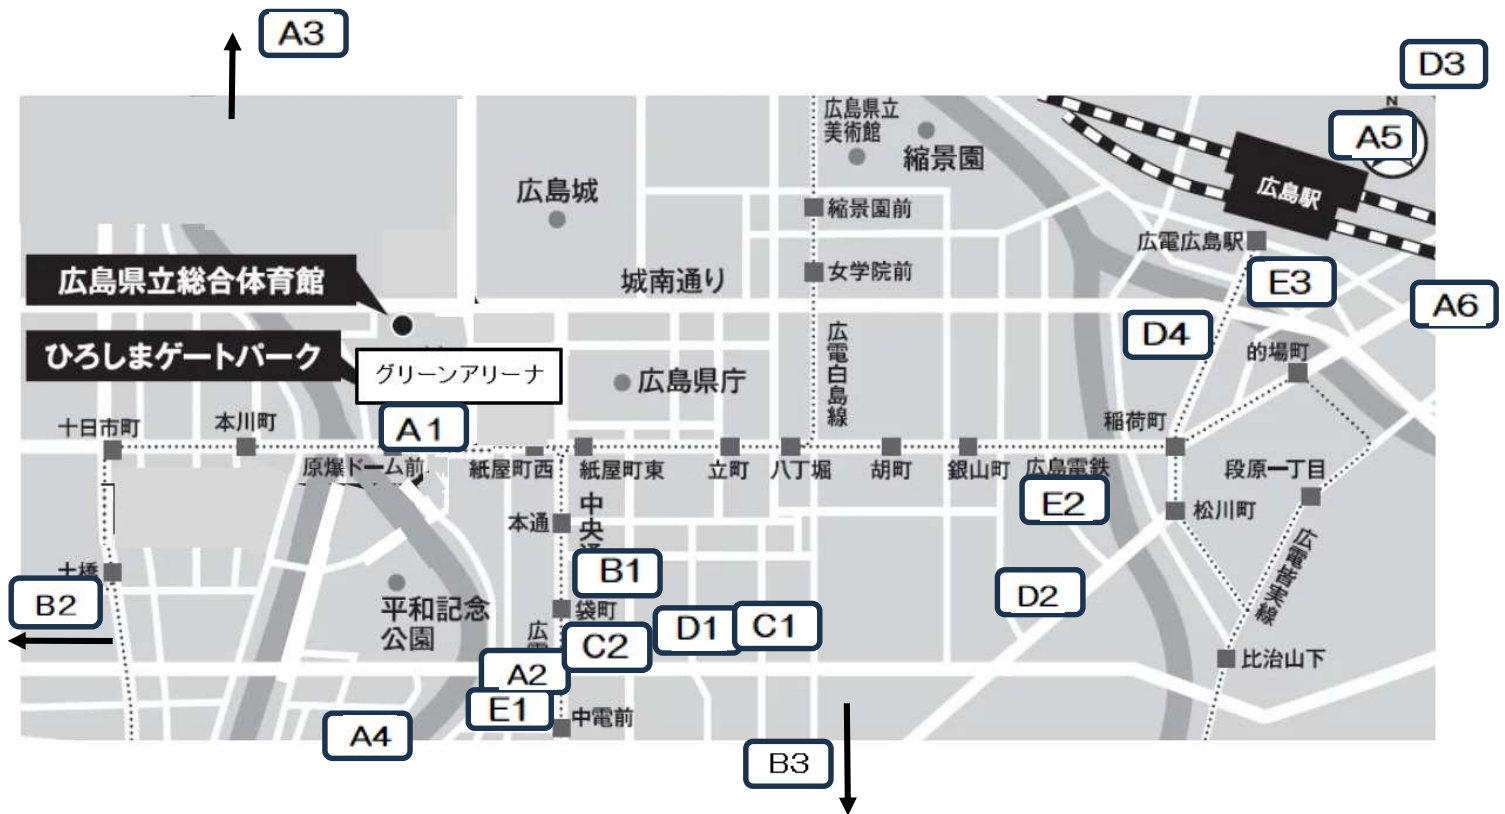 A3
D3
N
A5
広島県立
美術館
縮景園
広島城
広島駅
縮景園前
広電広島駅
広島県立総合体育館
城南通り
女学院前
E3
A6
ひろしまゲートパーク
グリーンアリーナ
広島県庁
広電白島線
D4
的場町
十日市町
本川町
A1
稲荷町
原爆ドーム前
紙屋町西
紙屋町東
立町
八丁堀
胡町
銀山町
広島電鉄
段原一丁目
E2
松川町
本通
中央通
広電皆実線
土橋
B1
B2
平和記念
公園
袋町
広電
D1
C1
D2
C2
A2
比治山下
E1
中電前
A4
B3